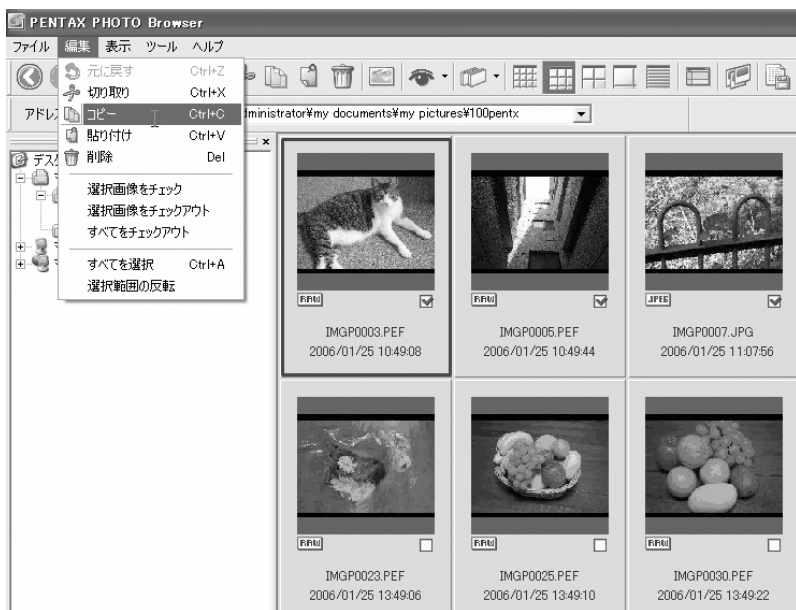 PENTAX PHOTO Browser
ファイル 編集 表示 ツール ヘルプ
元に戻す Ctrl+Z
切り取り Ctrl+X
コピー Ctrl+C
貼り付け Ctrl+V
削除 Del
選択画像をチェック
選択画像をチェックアウト
すべてをチェックアウト
すべてを選択 Ctrl+A
選択範囲の反転
アドレ
dministrator¥my documents¥my pictures¥100pentx
デスク
RAW
RAW
JPEG
IMGP0003.PEF
IMGP0005.PEF
IMGP0007.JPG
2006/01/25 10:49:08
2006/01/25 10:49:44
2006/01/25 11:07:56
RAW
RAW
RAW
IMGP0023.PEF
IMGP0025.PEF
IMGP0030.PEF
2006/01/25 13:49:06
2006/01/25 13:49:10
2006/01/25 13:49:22